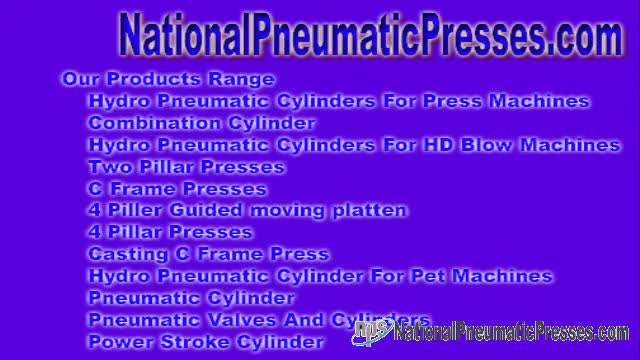 NationalPneumaticPresses.com
Our Products Range
Hydro Pneumatic Cylinders For Press Machines
Combination Cylinder
Hydro Pneumatic Cylinders For HD Blow Machines
Two Pillar Presses
C Frame Presses
4 Piller Guided moving platten
4 Pillar Presses
Casting C Frame Press
Hydro Pneumatic Cylinder For Pet Machines
Pneumatic Cylinder
Pneumatic Valves And Cylinders
NationalPneumaticPresses.com
Power Stroke Cylinder